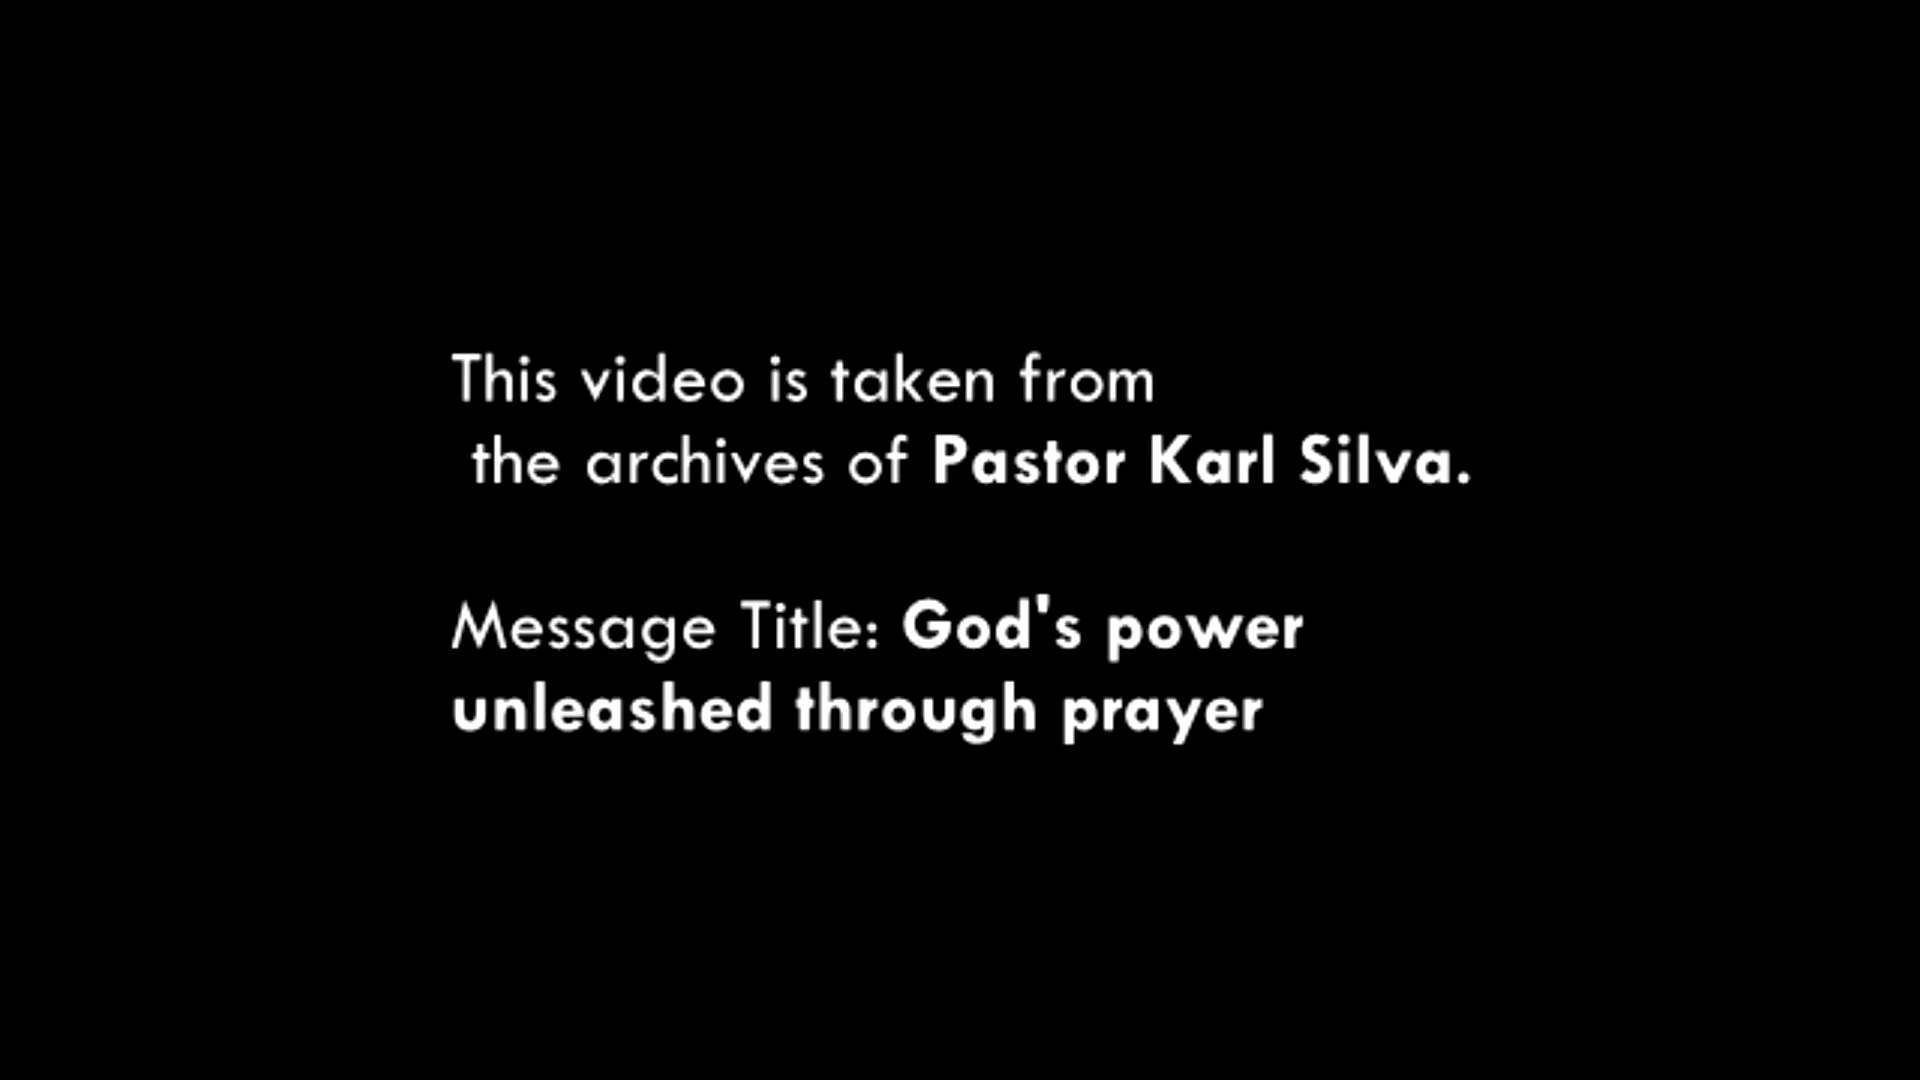 This video is taken from
the archives of Pastor Karl Silva.
Message Title: God's power
unleashed through prayer